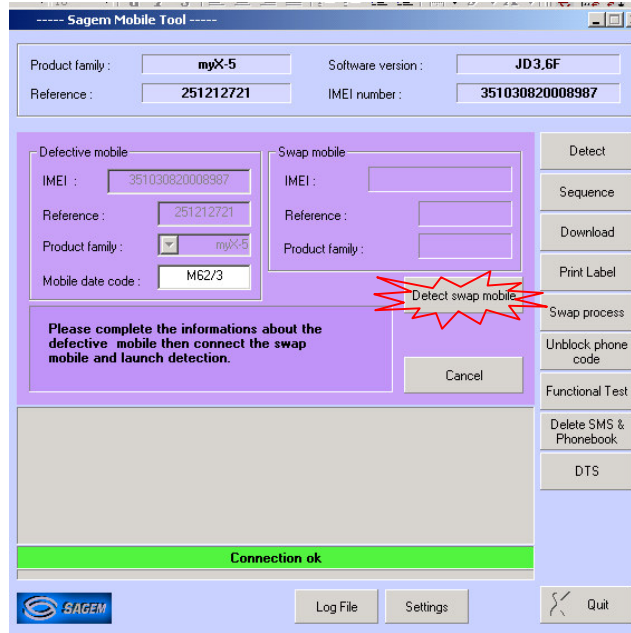 ----- Sagem Mobile Tool -----
Product family : myX-5 Software version : JD3,6F
Reference : 251212721 IMEI number : 351030820008987
Defective mobile
IMEI : 351030820008987
Reference : 251212721
Product family : myX-5
Mobile date code : M62/3
Swap mobile
IMEI :
Reference :
Product family :
Detect swap mobile
Please complete the informations about the
defective mobile then connect the swap
mobile and launch detection.
Cancel
Detect
Sequence
Download
Print Label
Swap process
Unblock phone
code
Functional Test
Delete SMS &
Phonebook
DTS
Connection ok
SAGEM
Log File
Settings
Quit